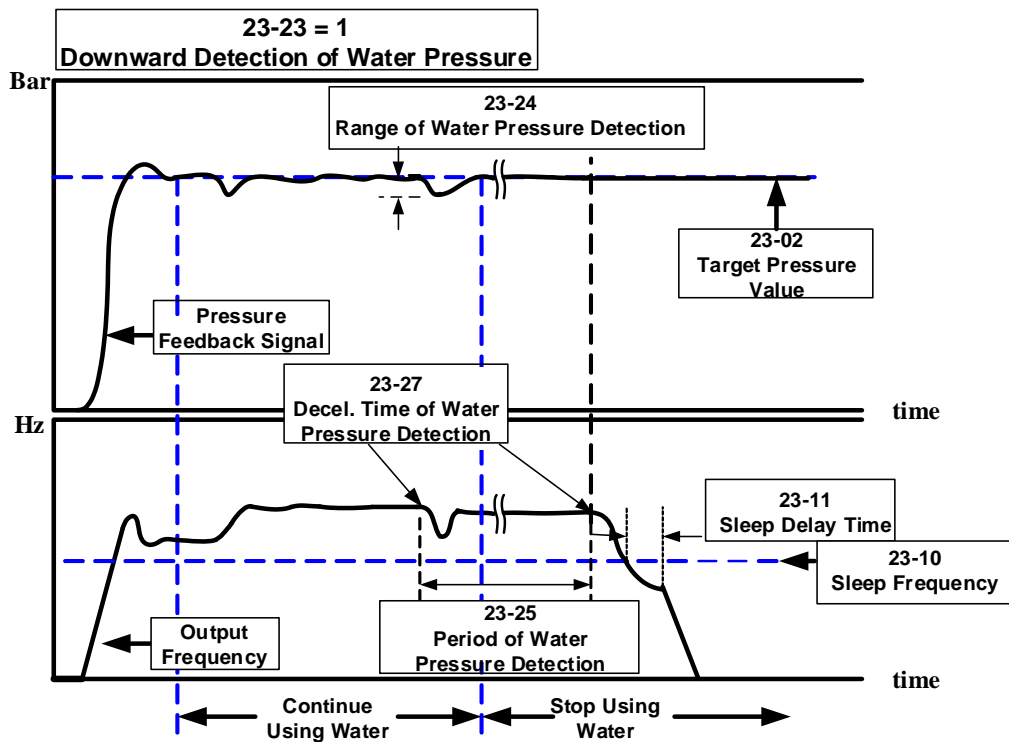 23-23 = 1
Downward Detection of Water Pressure
Bar
23-24
Range of Water Pressure Detection
23-02
Target Pressure
Value
Pressure
Feedback Signal
time
Hz
23-27
Decel. Time of Water
Pressure Detection
23-11
Sleep Delay Time
23-10
Sleep Frequency
23-25
Period of Water
Pressure Detection
Output
Frequency
time
Continue
Using Water
Stop Using
Water